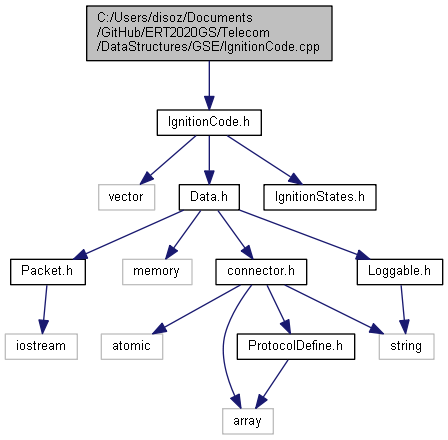 C:/Users/disoz/Documents
/GitHub/ERT2020GS/Telecom
/DataStructures/GSE/IgnitionCode.cpp
IgnitionCode.h
vector
Data.h
IgnitionStates.h
Packet.h
memory
connector.h
Loggable.h
iostream
atomic
ProtocolDefine.h
string
array